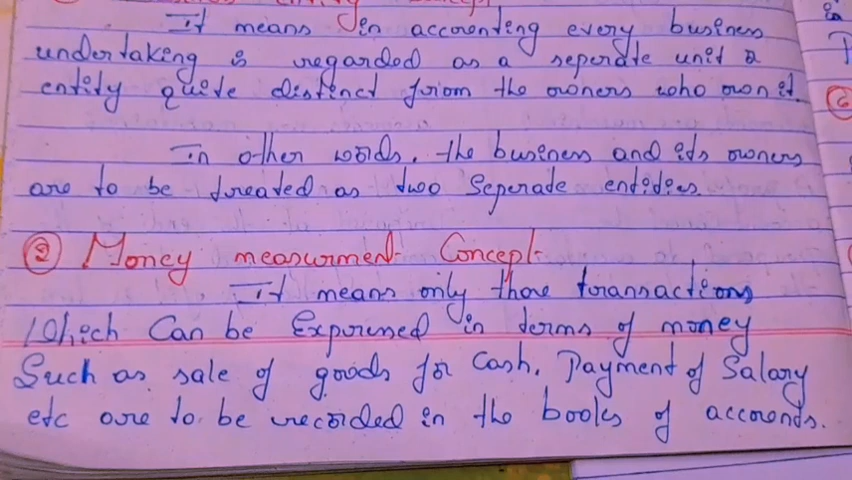 It means in accounting every business
undertaking is regarded as a seperate unit &
entity quite distinct from the owners who own it.
In other words, the business and its owners
are to be treated as two Seperate entities.
② Money measurment Concept
It means only those transactions
Which Can be Expressed in terms of money
Such as sale of goods for Cash, Payment of Salary
etc are to be recorded in the books of accounts.